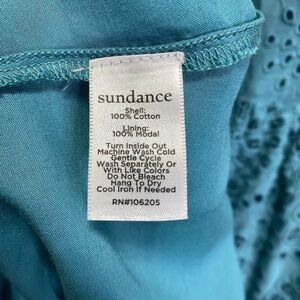 sundance
Shell:
100% Cotton
Lining:
100% Modal
Turn Inside Out
Machine Wash Cold
Gentle Cycle
Wash Separately Or
With Like Colors
Do Not Bleach
Hang To Dry
Cool Iron If Needed
RN#106205